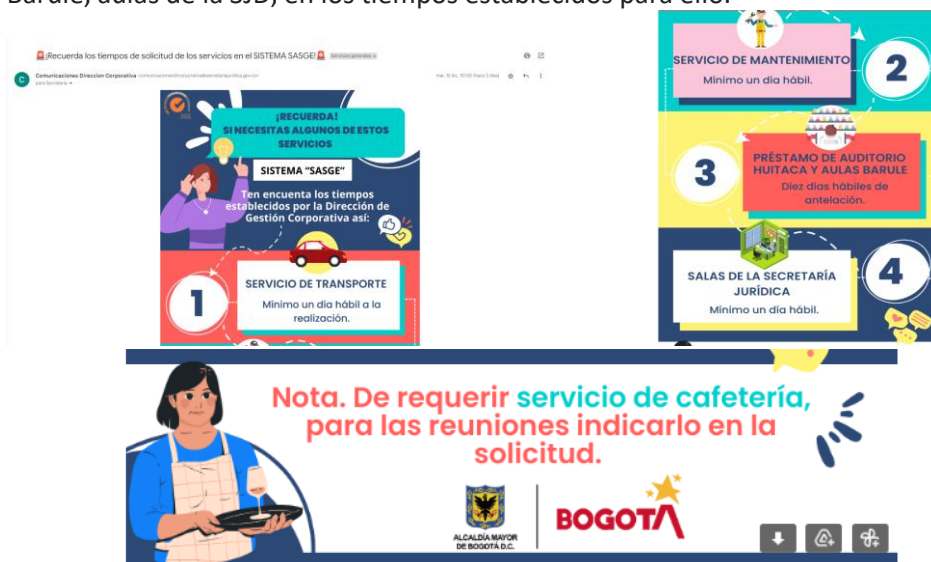 Barule, aulas de la SJD, en los tiempos establecidos para ello.
🚨¡Recuerda los tiempos de solicitud de los servicios en el SISTEMA SASGE!🚨
Comunicaciones Direccion Corporativa
para Secretaria
C
¡RECUERDA!
SI NECESITAS ALGUNOS DE ESTOS
SERVICIOS
SISTEMA “SASGE”
Ten encuenta los tiempos
establecidos por la Dirección de
Gestión Corporativa así:
1
SERVICIO DE TRANSPORTE
Mínimo un día hábil a la
realización.
SERVICIO DE MANTENIMIENTO
Mínimo un día hábil.
2
3
PRÉSTAMO DE AUDITORIO
HUITACA Y AULAS BARULE
Diez días hábiles de
antelación.
SALAS DE LA SECRETARÍA
JURÍDICA
Mínimo un día hábil.
4
Nota. De requerir servicio de cafetería,
para las reuniones indicarlo en la
solicitud.
ALCALDÍA MAYOR
DE BOGOTÁ D.C.
BOGOTÁ